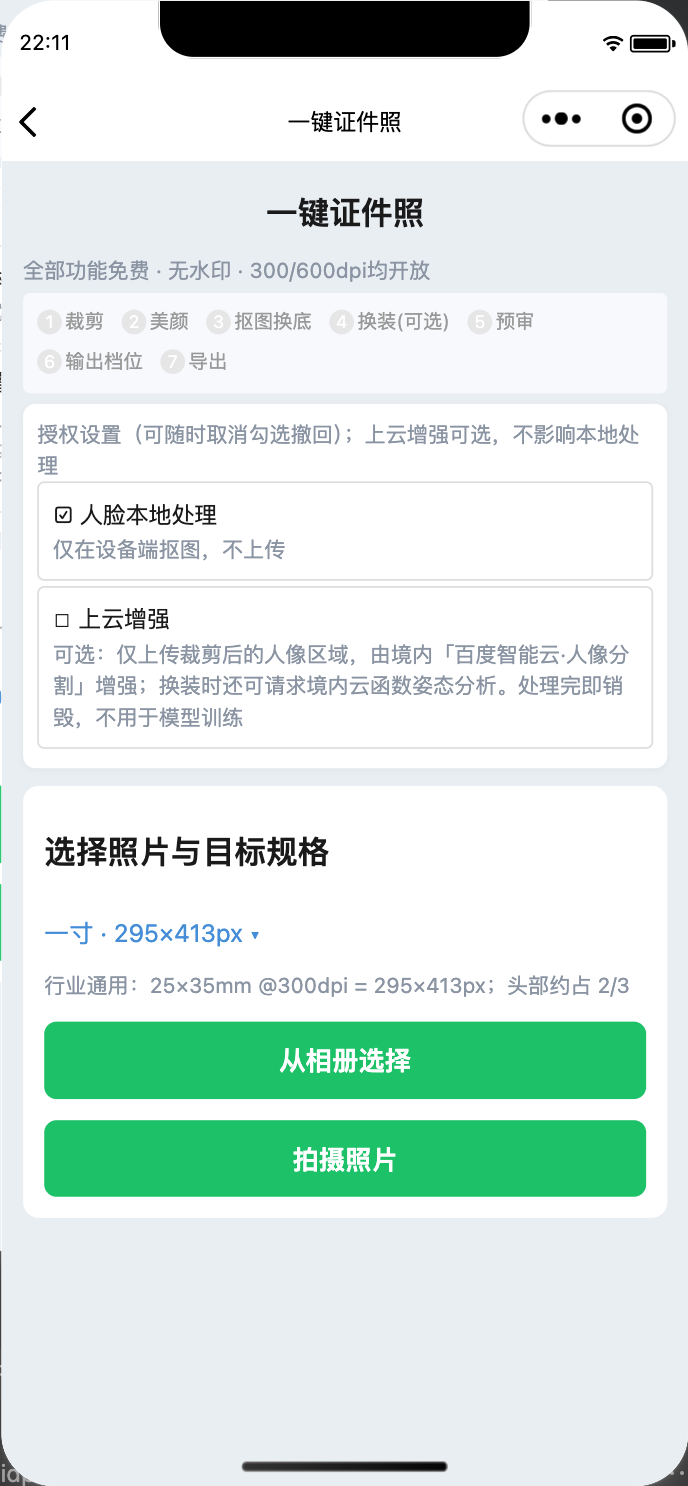 22:11
一键证件照
一键证件照
全部功能免费 · 无水印 · 300/600dpi均开放
1 裁剪 2 美颜 3 抠图换底 4 换装(可选) 5 预审
6 输出档位 7 导出
授权设置（可随时取消勾选撤回）；上云增强可选，不影响本地处
理
人脸本地处理
仅在设备端抠图，不上传
上云增强
可选：仅上传裁剪后的人像区域，由境内「百度智能云·人像分
割」增强；换装时还可请求境内云函数姿态分析。处理完即销
毁，不用于模型训练
选择照片与目标规格
一寸 · 295×413px ▾
行业通用：25×35mm @300dpi = 295×413px；头部约占 2/3
从相册选择
拍摄照片